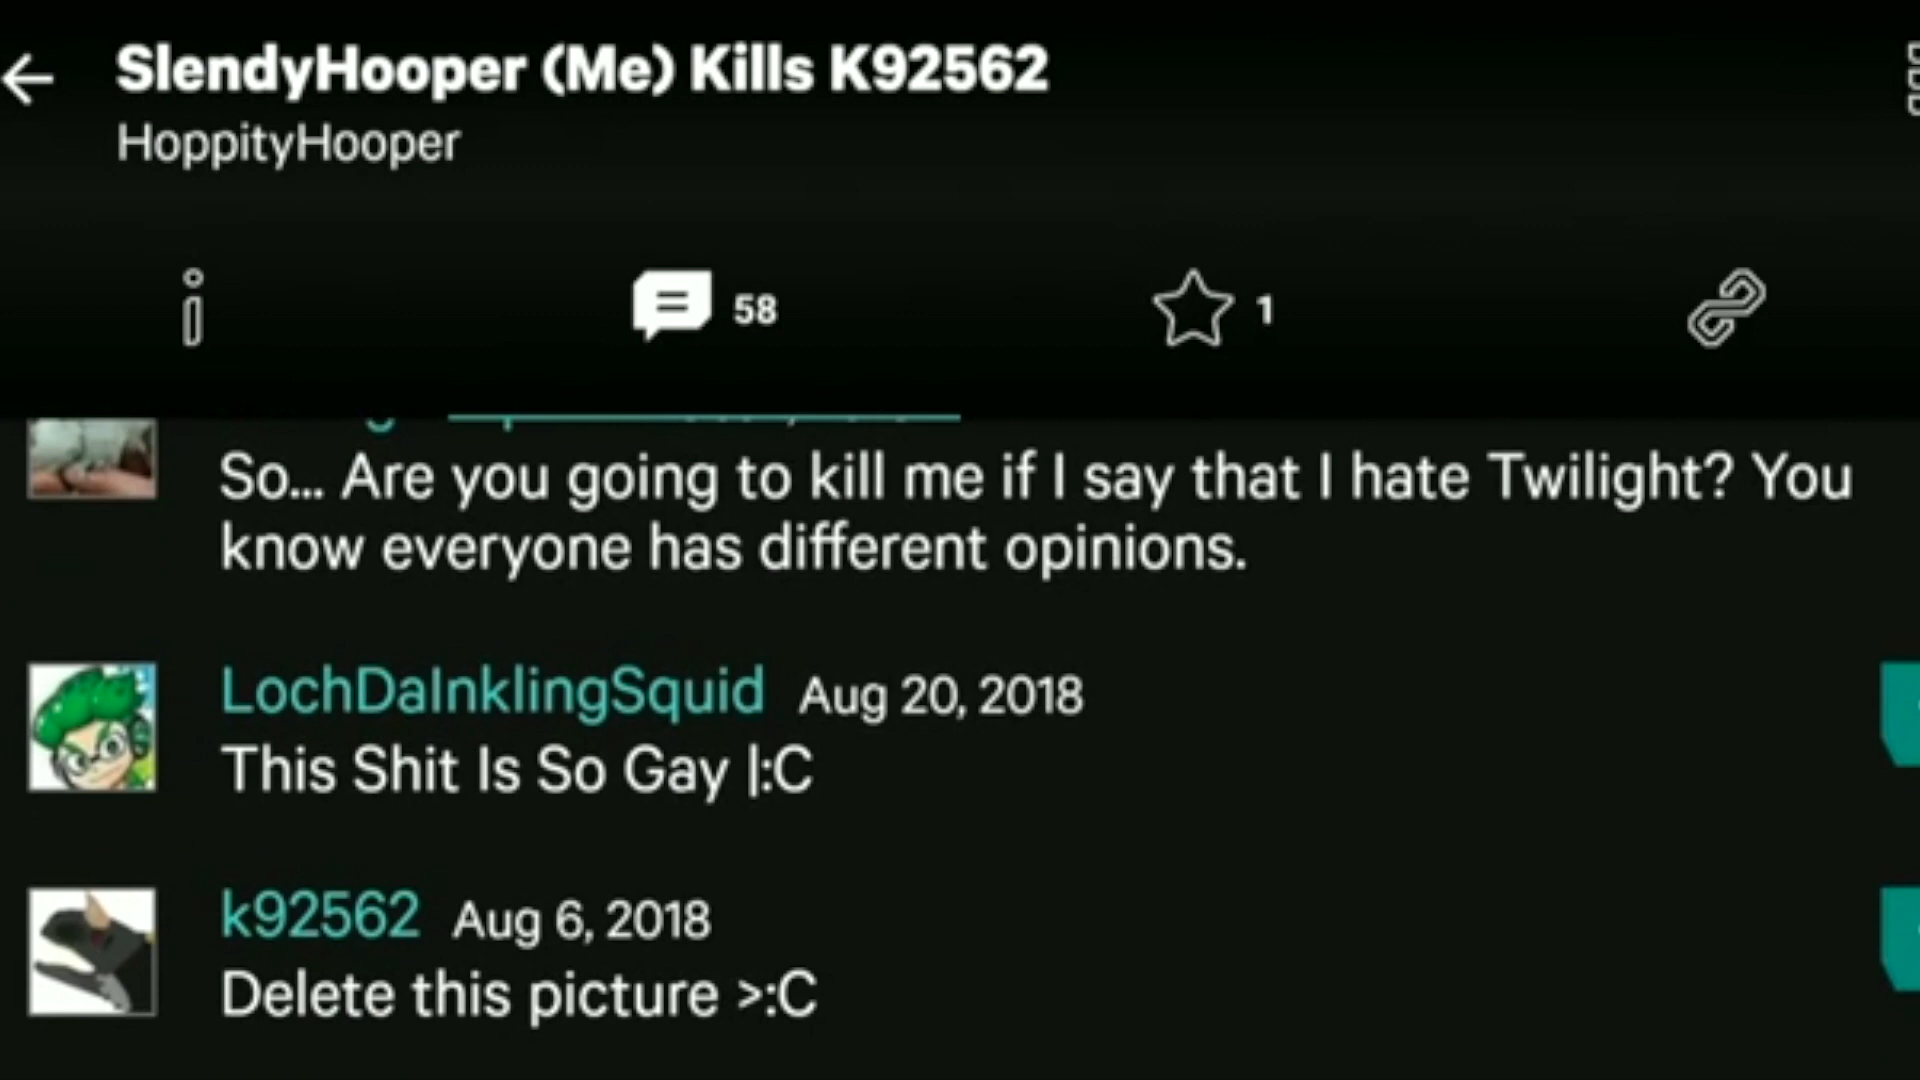 SlendyHooper (Me) Kills K92562
HoppityHooper
58
1
So... Are you going to kill me if I say that I hate Twilight? You
know everyone has different opinions.
LochDaInklingSquid Aug 20, 2018
This Shit Is So Gay |:C
k92562 Aug 6, 2018
Delete this picture >:C